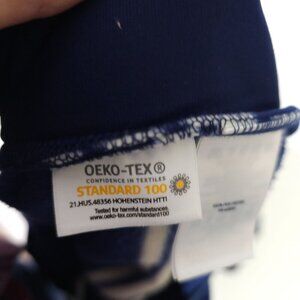 OEKO-TEX®
CONFIDENCE IN TEXTILES
STANDARD 100
21.HUS.48356 HOHENSTEIN HTTI
Tested for harmful substances
www.oeko-tex.com/standard100